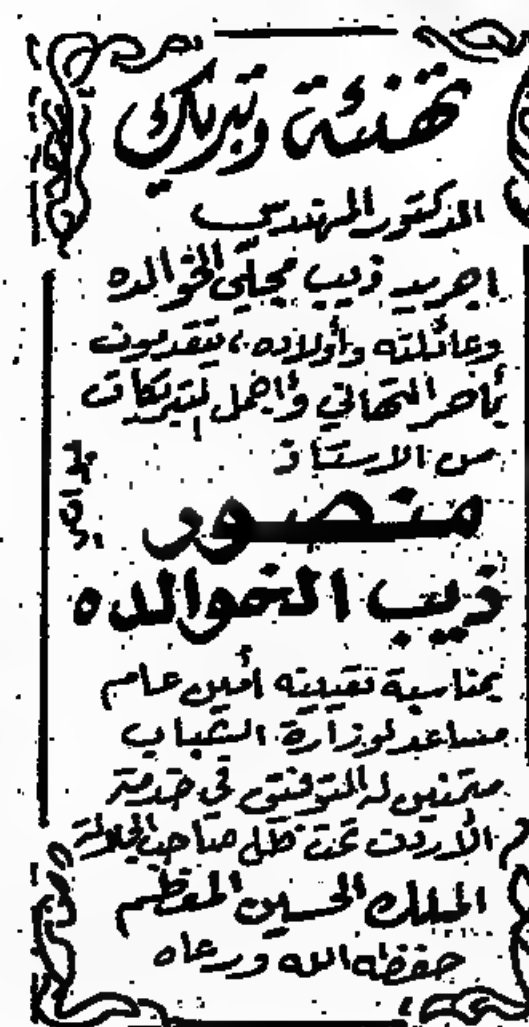 تهنئة وتبريك
الدكتور المهندس
ذيب مجلي الخوالده
وعائلته وأولاده، يتقدمون
بأحر التهاني وأجمل التبريكات
من الاستاذ
منصور
ذيب الخوالده
بمناسبة تعيينه أمين عام
مساعد لوزارة الشباب
متمنين له التوفيق في خدمة
الأردن تحت ظل صاحب الجلالة
الملك الحسين المعظم
حفظه الله ورعاه